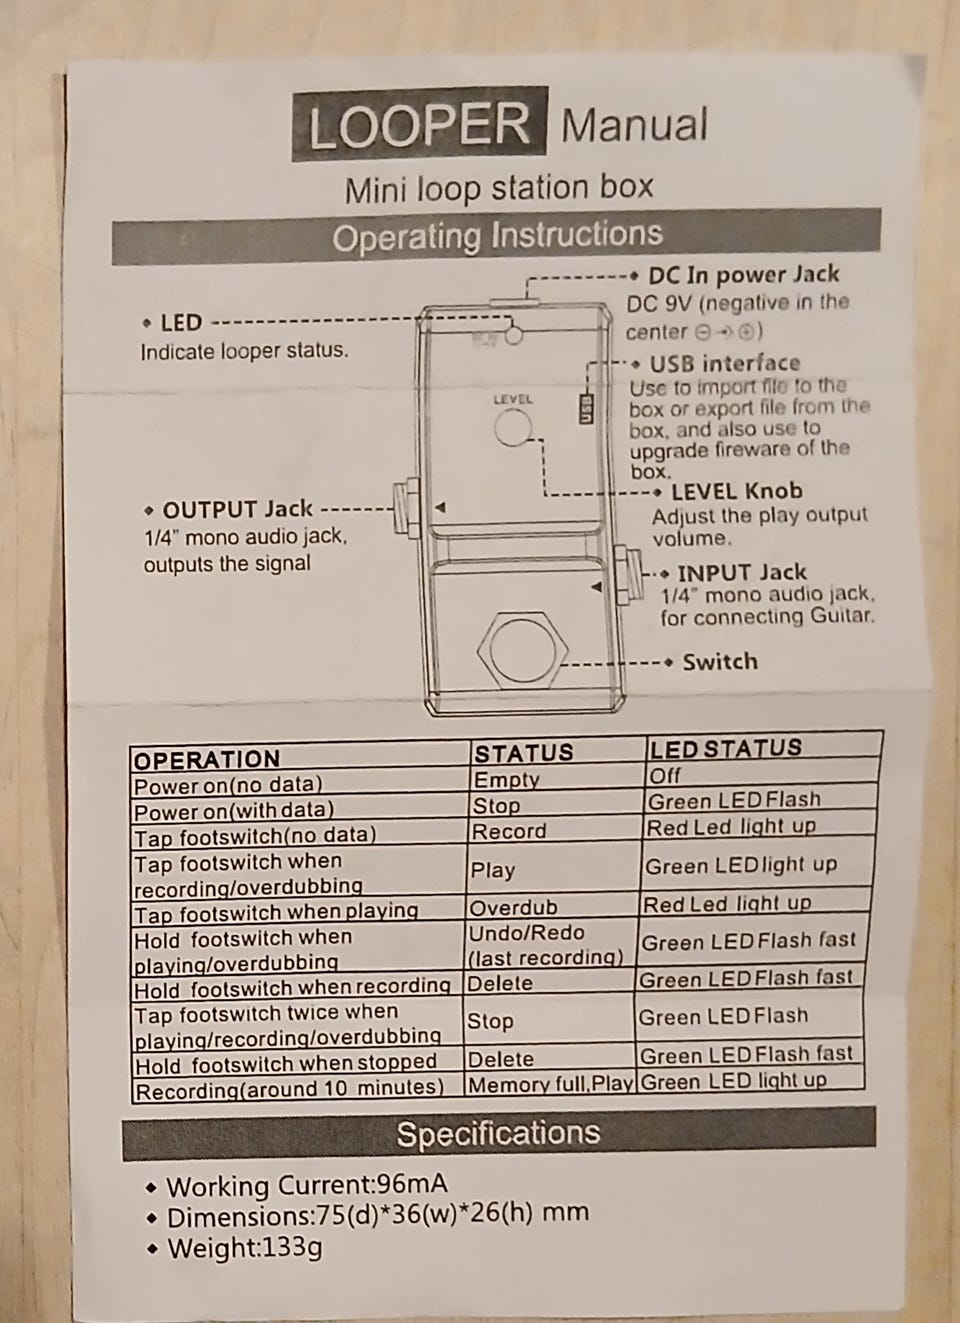 LOOPER Manual
Mini loop station box
Operating Instructions
LED
Indicate looper status.
DC In power Jack
DC 9V (negative in the
center ⊖→⊕)
USB interface
Use to import file to the
box or export file from the
box, and also use to
upgrade fireware of the
box.
LEVEL
USB
LEVEL Knob
Adjust the play output
volume.
OUTPUT Jack
1/4" mono audio jack,
outputs the signal
INPUT Jack
1/4" mono audio jack,
for connecting Guitar.
Switch
OPERATION STATUS LED STATUS
Power on(no data) Empty Off
Power on(with data) Stop Green LED Flash
Tap footswitch(no data) Record Red Led light up
Tap footswitch when
recording/overdubbing Play Green LED light up
Tap footswitch when playing Overdub Red Led light up
Hold footswitch when
playing/overdubbing Undo/Redo
(last recording) Green LED Flash fast
Hold footswitch when recording Delete Green LED Flash fast
Tap footswitch twice when
playing/recording/overdubbing Stop Green LED Flash
Hold footswitch when stopped Delete Green LED Flash fast
Recording(around 10 minutes) Memory full,Play Green LED light up
Specifications
Working Current:96mA
Dimensions:75(d)*36(w)*26(h) mm
Weight:133g